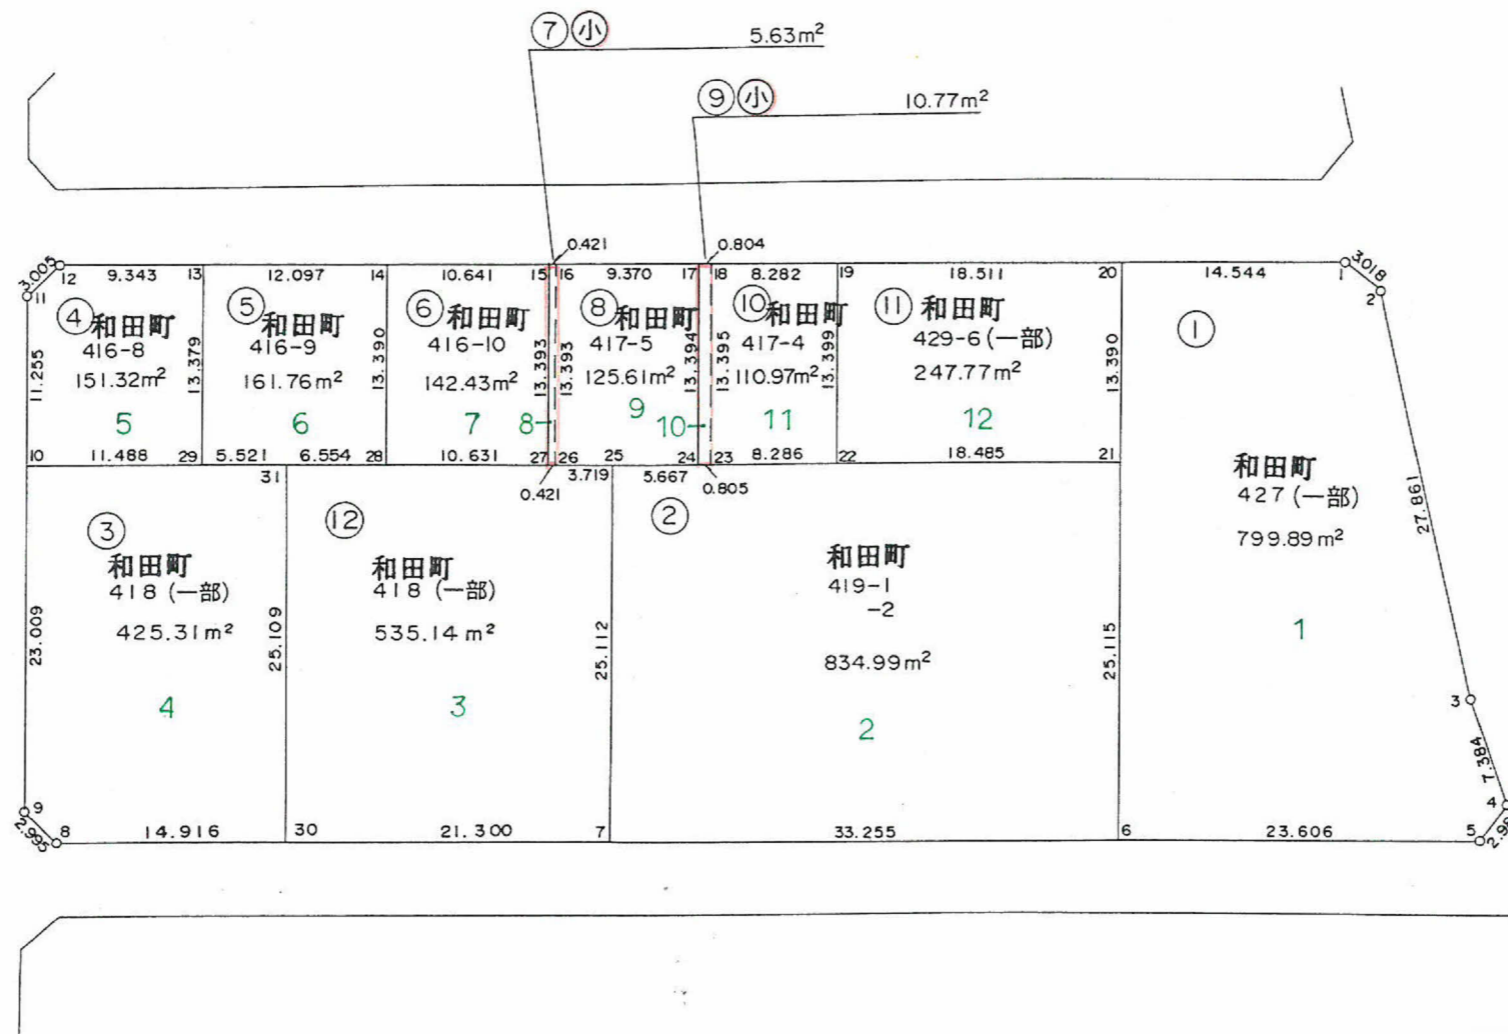 ⑦ 小 5.63m²
⑨ 小 10.77m²
0.421 0.804
3.005 12 9.343 13 12.097 14 10.641 15 16 9.370 17 18 8.282 19 18.511 20 14.544 1 3.018
11 2
④ 和田町
416-8
151.32m²
5
⑤ 和田町
416-9
161.76m²
6
⑥ 和田町
416-10
142.43m²
7
⑧ 和田町
417-5
125.61m²
9
⑩ 和田町
417-4
110.97m²
11
⑪ 和田町
429-6 (一部)
247.77m²
12
①
11.255 13.379 13.390 13.393 13.393 13.394 13.395 13.399 13.390
8 10
10 11.488 29 5.521 6.554 28 10.631 27 26 25 24 23 8.286 22 18.485 21
31 0.421 3.719 5.667 0.805
和田町
427 (一部)
799.89m²
1
27.861
③
和田町
418 (一部)
425.31m²
4
⑫
和田町
418 (一部)
535.14m²
3
②
和田町
419-1
-2
834.99m²
2
23.009 25.109 25.112 25.115
3
7.384
4
9
2.995 8 14.916 30 21.300 7 33.255 6 23.606 5